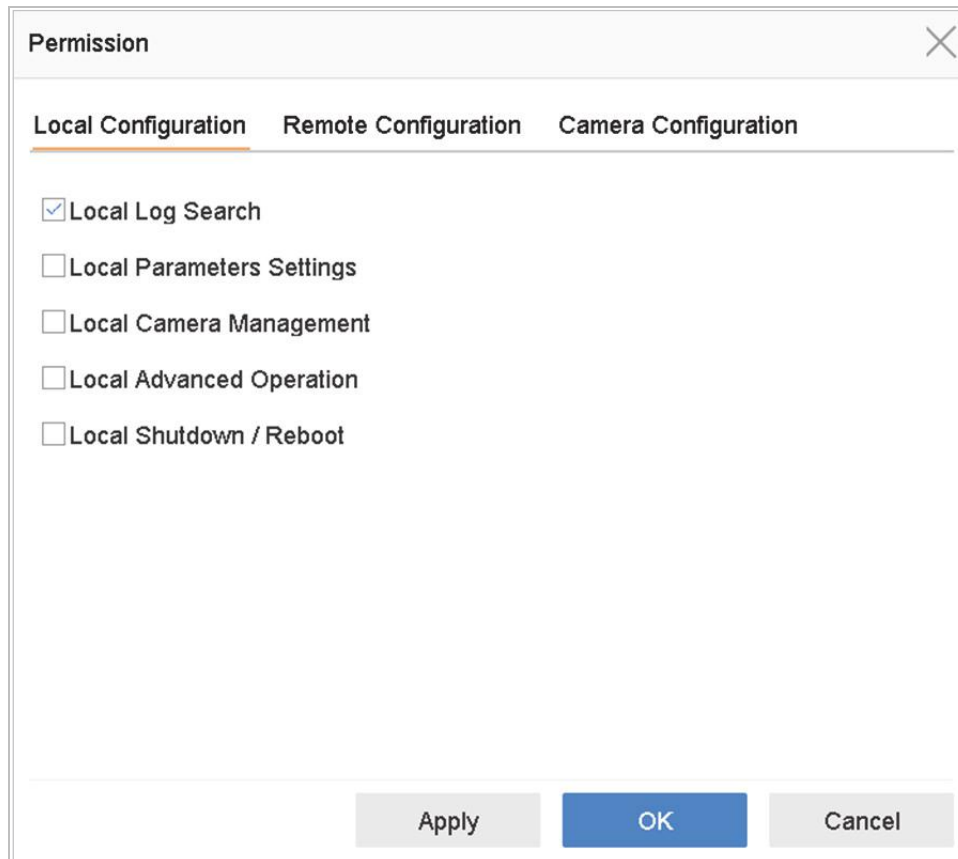 Permission
Local Configuration Remote Configuration Camera Configuration
Local Log Search
Local Parameters Settings
Local Camera Management
Local Advanced Operation
Local Shutdown / Reboot
Apply OK Cancel